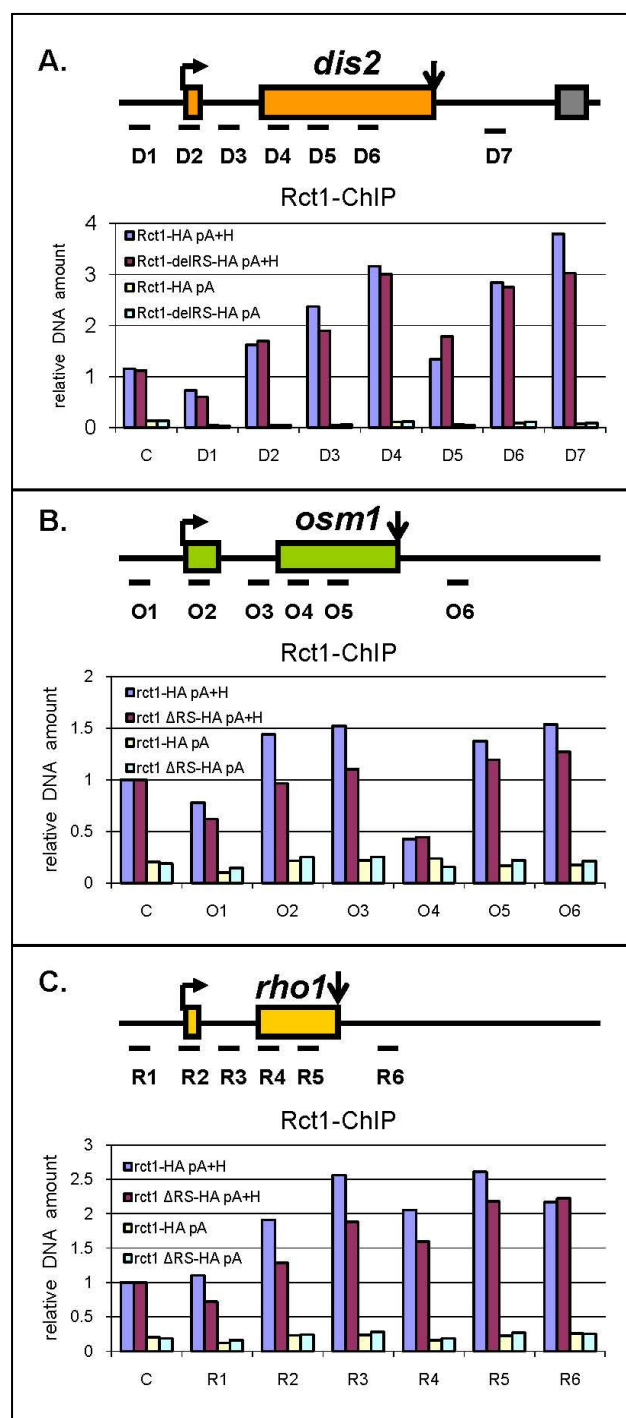 A.
dis2
D1 D2 D3 D4 D5 D6 D7
Rct1-ChIP
relative DNA amount
4
3
2
1
0
Rct1-HA pA+H
Rct1-delRS-HA pA+H
Rct1-HA pA
Rct1-delRS-HA pA
C D1 D2 D3 D4 D5 D6 D7
B.
osm1
O1 O2 O3 O4 O5 O6
Rct1-ChIP
relative DNA amount
2
1.5
1
0.5
0
rct1-HA pA+H
rct1 ΔRS-HA pA+H
rct1-HA pA
rct1 ΔRS-HA pA
C O1 O2 O3 O4 O5 O6
C.
rho1
R1 R2 R3 R4 R5 R6
Rct1-ChIP
relative DNA amount
3
2.5
2
1.5
1
0.5
0
rct1-HA pA+H
rct1 ΔRS-HA pA+H
rct1-HA pA
rct1 ΔRS-HA pA
C R1 R2 R3 R4 R5 R6